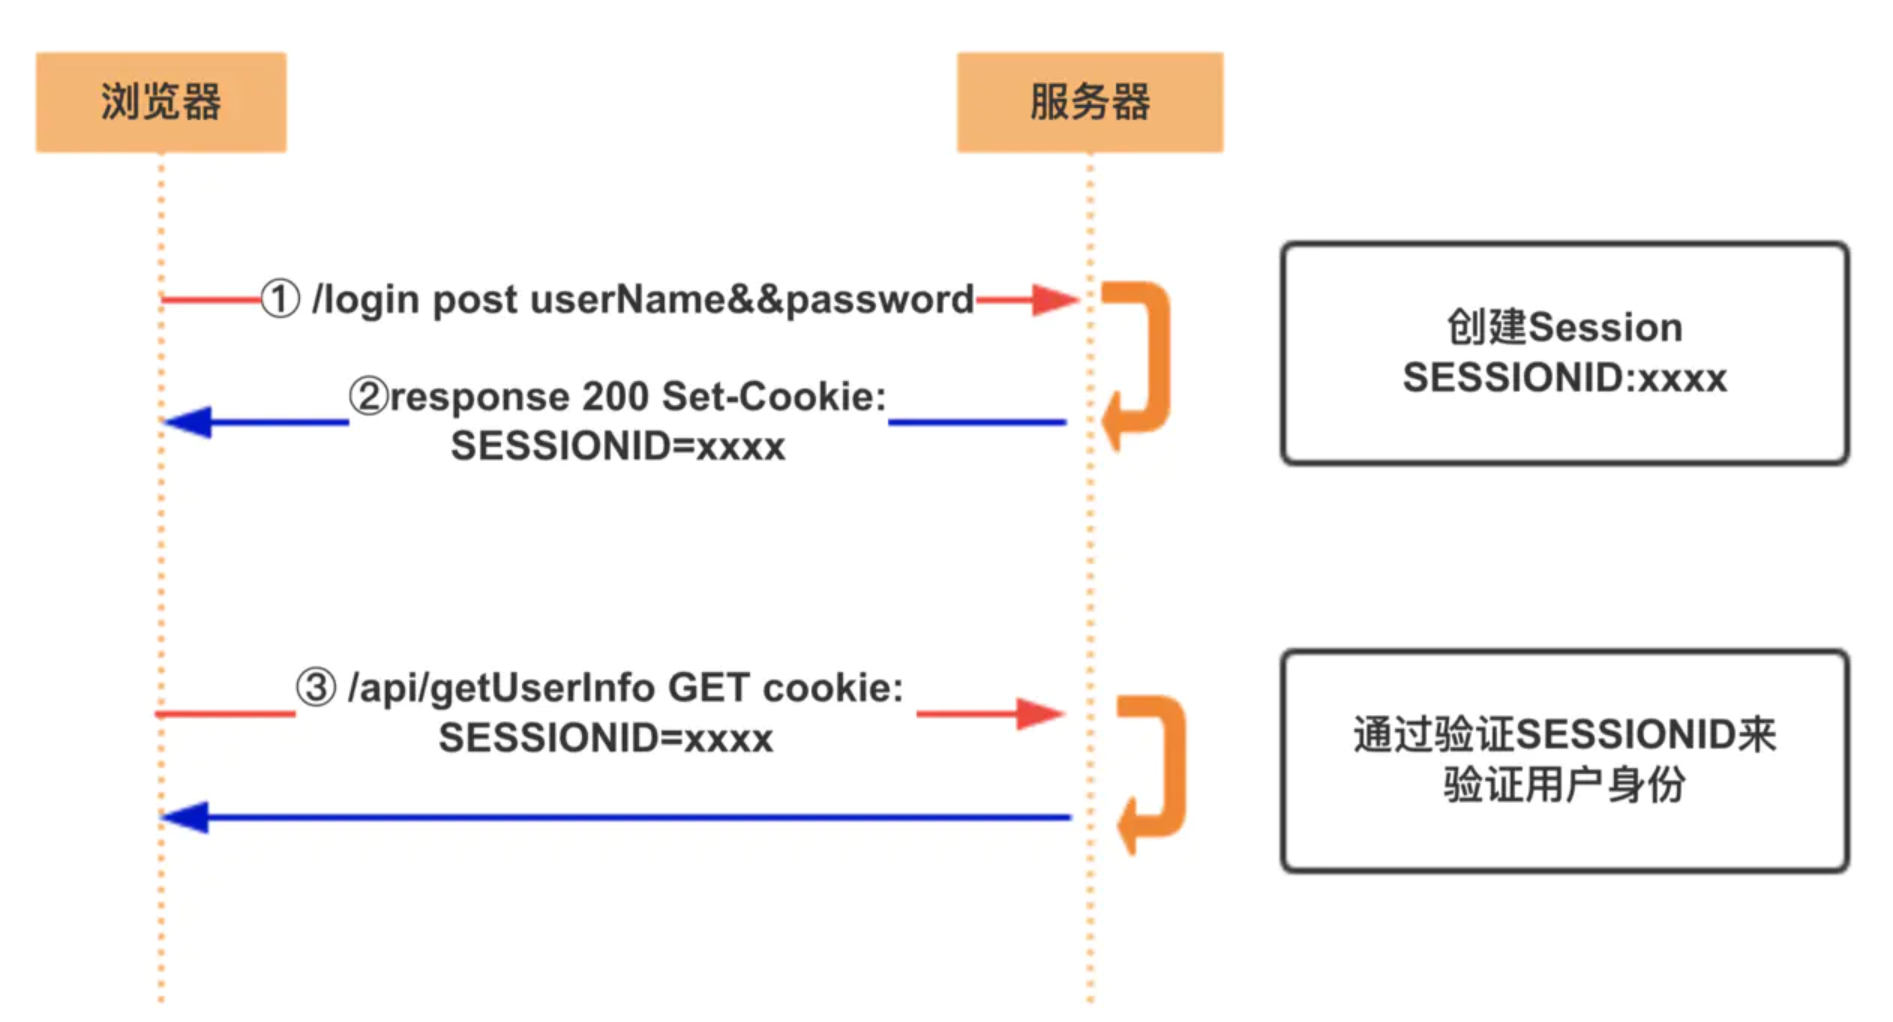 浏览器
服务器
① /login post userName&&password
创建Session
SESSIONID:xxxx
②response 200 Set-Cookie:
SESSIONID=xxxx
③ /api/getUserInfo GET cookie:
SESSIONID=xxxx
通过验证SESSIONID来
验证用户身份